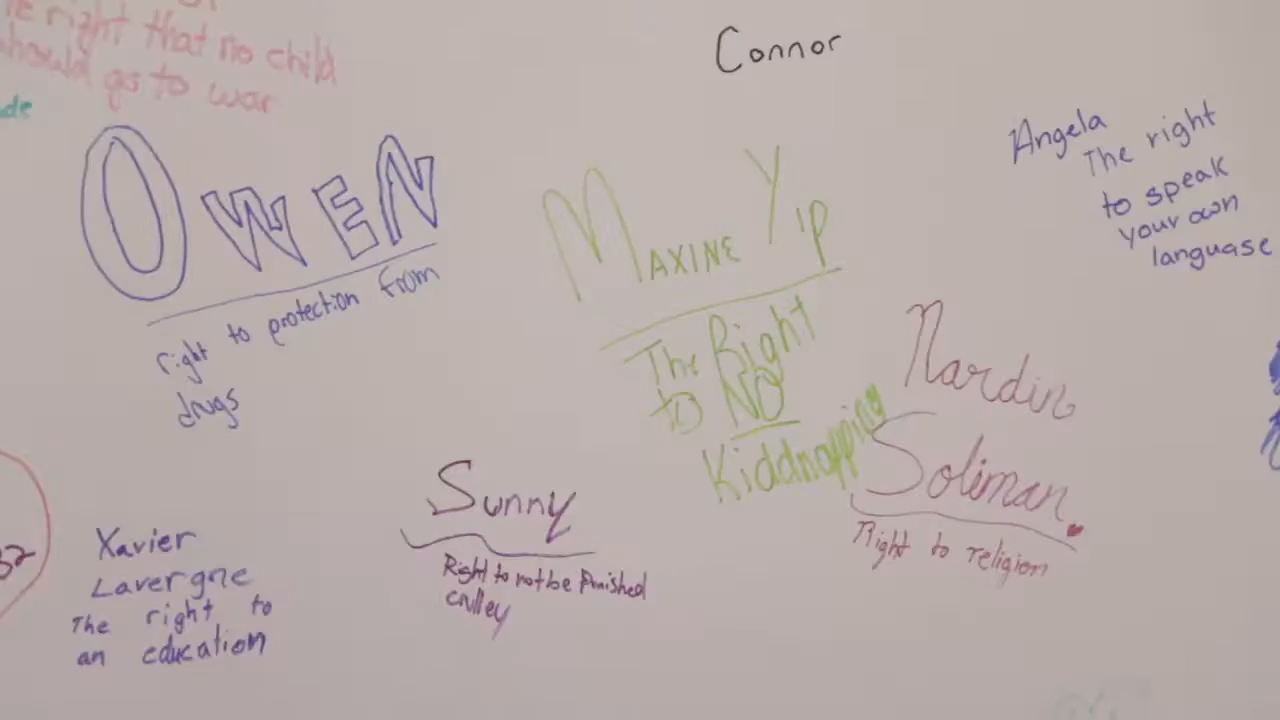 right that no child
should go to war
Connor
OWEN
right to protection from
drugs
MAXINE YIP
The Right
to NO
Kiddnapping
Angela
The right
to speak
your own
language
Nardin
Soliman.
Right to religion
Sunny
Right to not be Punished
crulley
Xavier
Lavergne
The right to
an education
32